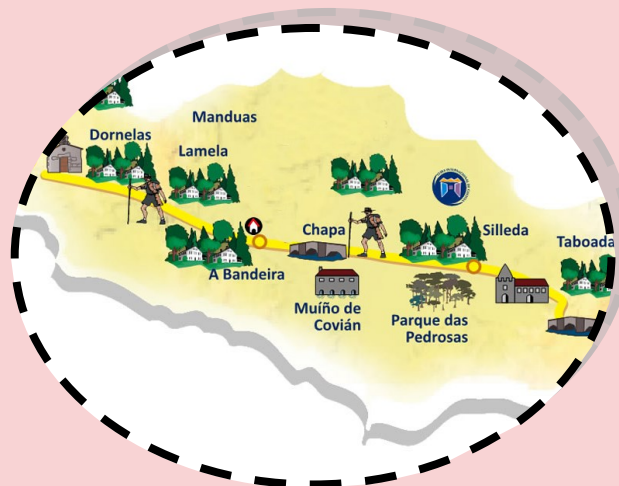 Manduas
Dornelas
Lamela
Chapa
Silleda
Taboada
A Bandeira
Muíño de
Covián
Parque das
Pedrosas